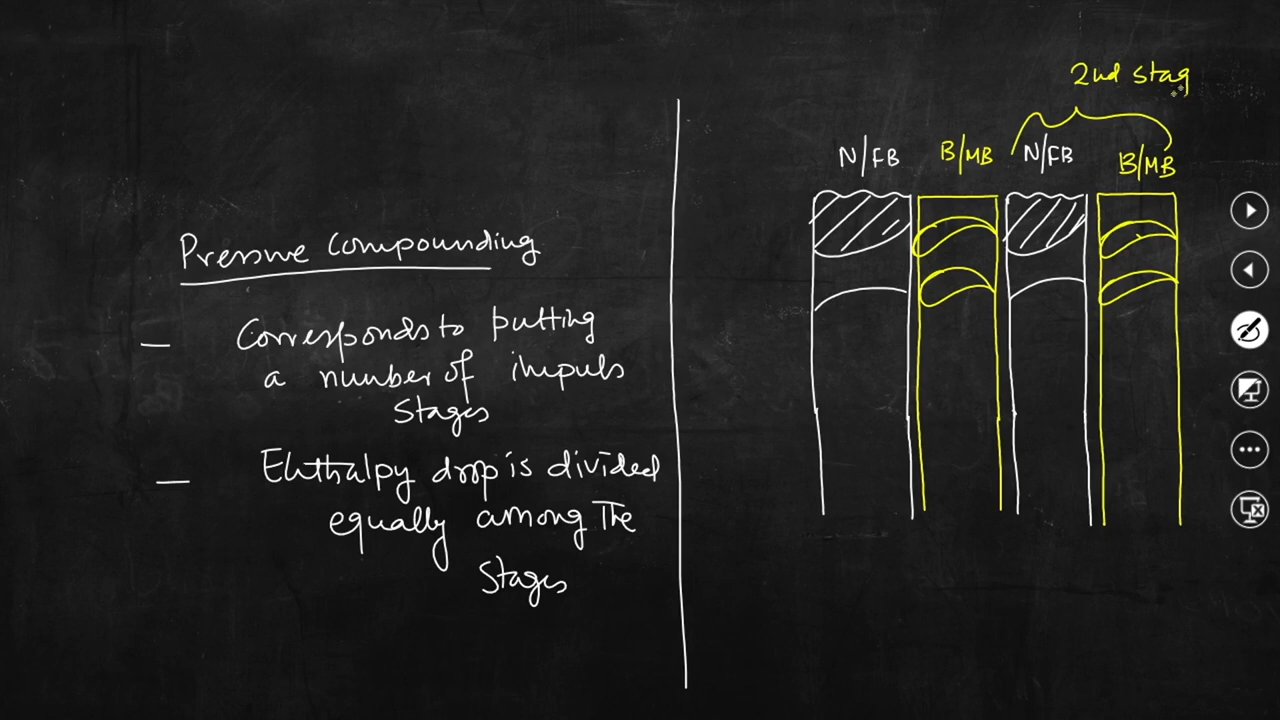 Pressure Compounding
— Corresponds to putting
a number of impuls
stages
— Enthalpy drop is divided
equally among The
stages
2nd stag
N/FB B/MB N/FB B/MB